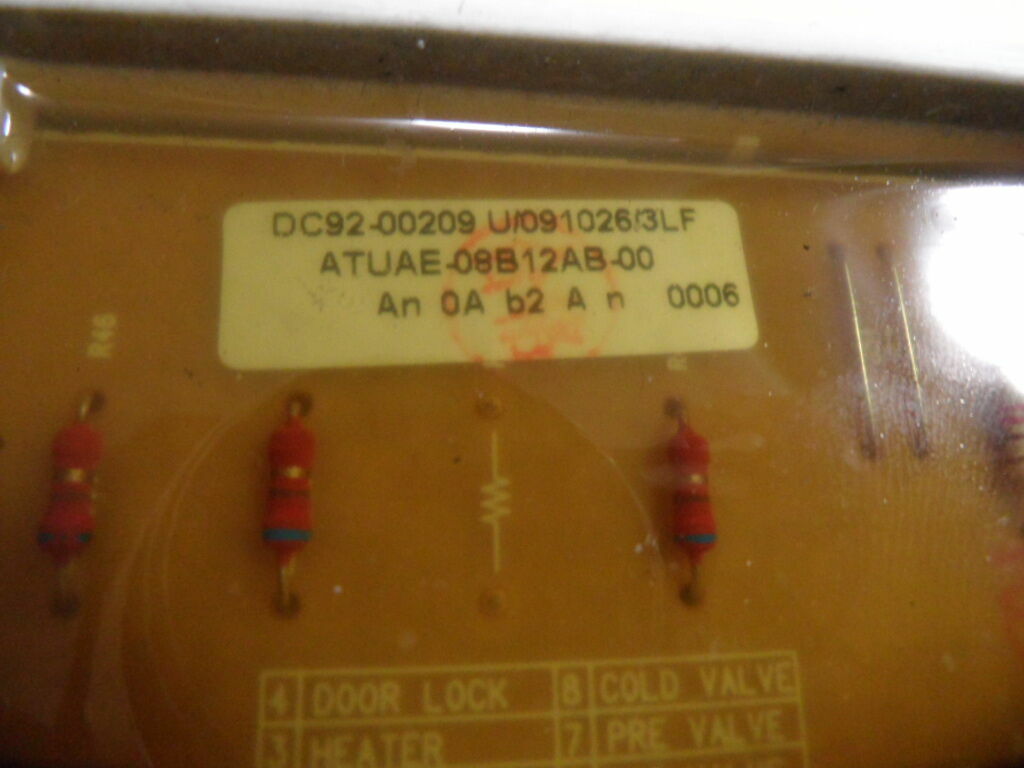 DC92-00209 U/091026/3LF
ATUAE-08B12AB-00
An 0A b2 A n 0006
R46
4 DOOR LOCK 8 COLD VALVE
3 HEATER 7 PRE VALVE